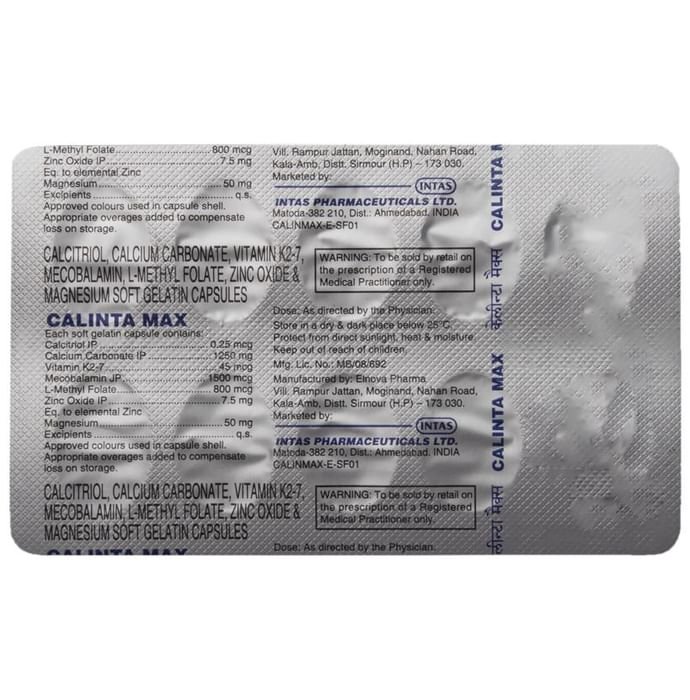 L-Methyl Folate.................... 800 mcg
Zinc Oxide IP....................... 7.5 mg
Eq. to elemental Zinc
Magnesium......................... 50 mg
Excipients............................ q.s.
Approved colours used in capsule shell.
Appropriate overages added to compensate
loss on storage.
CALCITRIOL, CALCIUM CARBONATE, VITAMIN K2-7,
MECOBALAMIN, L-METHYL FOLATE, ZINC OXIDE &
MAGNESIUM SOFT GELATIN CAPSULES
CALINTA MAX
Each soft gelatin capsule contains:
Calcitriol IP......................... 0.25 mcg
Calcium Carbonate IP............ 1250 mg
Vitamin K2-7....................... 45 mcg
Mecobalamin JP................... 1500 mcg
L-Methyl Folate.................... 800 mcg
Zinc Oxide IP....................... 7.5 mg
Eq. to elemental Zinc
Magnesium......................... 50 mg
Excipients............................ q.s.
Approved colours used in capsule shell.
Appropriate overages added to compensate
loss on storage.
CALCITRIOL, CALCIUM CARBONATE, VITAMIN K2-7,
MECOBALAMIN, L-METHYL FOLATE, ZINC OXIDE &
MAGNESIUM SOFT GELATIN CAPSULES
CALINTA MAX
Vill. Rampur Jattan, Moginand, Nahan Road,
Kala-Amb, Distt. Sirmour (H.P) – 173 030.
Marketed by:
INTAS
INTAS PHARMACEUTICALS LTD.
Matoda-382 210, Dist.: Ahmedabad. INDIA
CALINMAX-E-SF01
WARNING: To be sold by retail on
the prescription of a Registered
Medical Practitioner only.
Dose: As directed by the Physician.
Store in a dry & dark place below 25°C.
Protect from direct sunlight, heat & moisture.
Keep out of reach of children.
Mfg. Lic. No.: MB/08/692
Manufactured by: Elnova Pharma
Vill. Rampur Jattan, Moginand, Nahan Road,
Kala-Amb, Distt. Sirmour (H.P) – 173 030.
Marketed by:
INTAS
INTAS PHARMACEUTICALS LTD.
Matoda-382 210, Dist.: Ahmedabad. INDIA
CALINMAX-E-SF01
WARNING: To be sold by retail on
the prescription of a Registered
Medical Practitioner only.
Dose: As directed by the Physician.
CALINTA M
केलीन्टा मैक्स
CALINTA MAX
केलीन्टा मैक्स